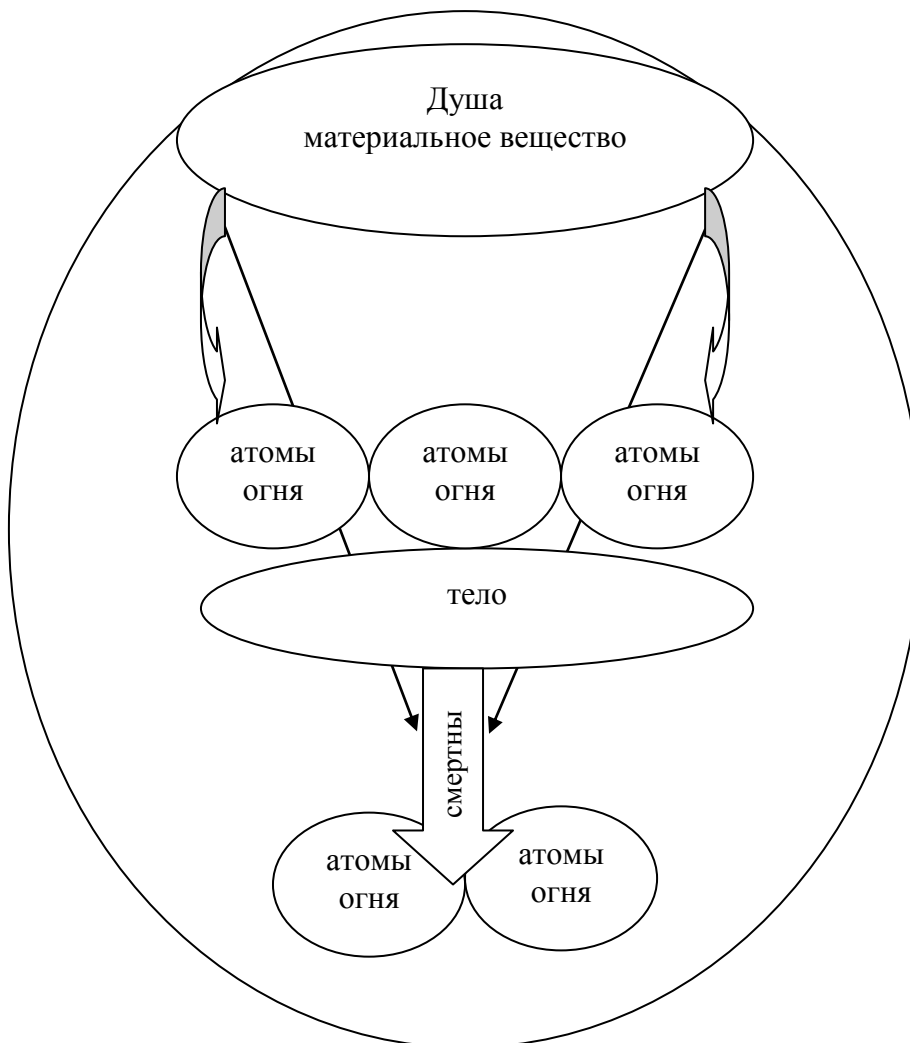 Душа
материальное вещество
атомы
огня
атомы
огня
атомы
огня
тело
смертны
атомы
огня
атомы
огня